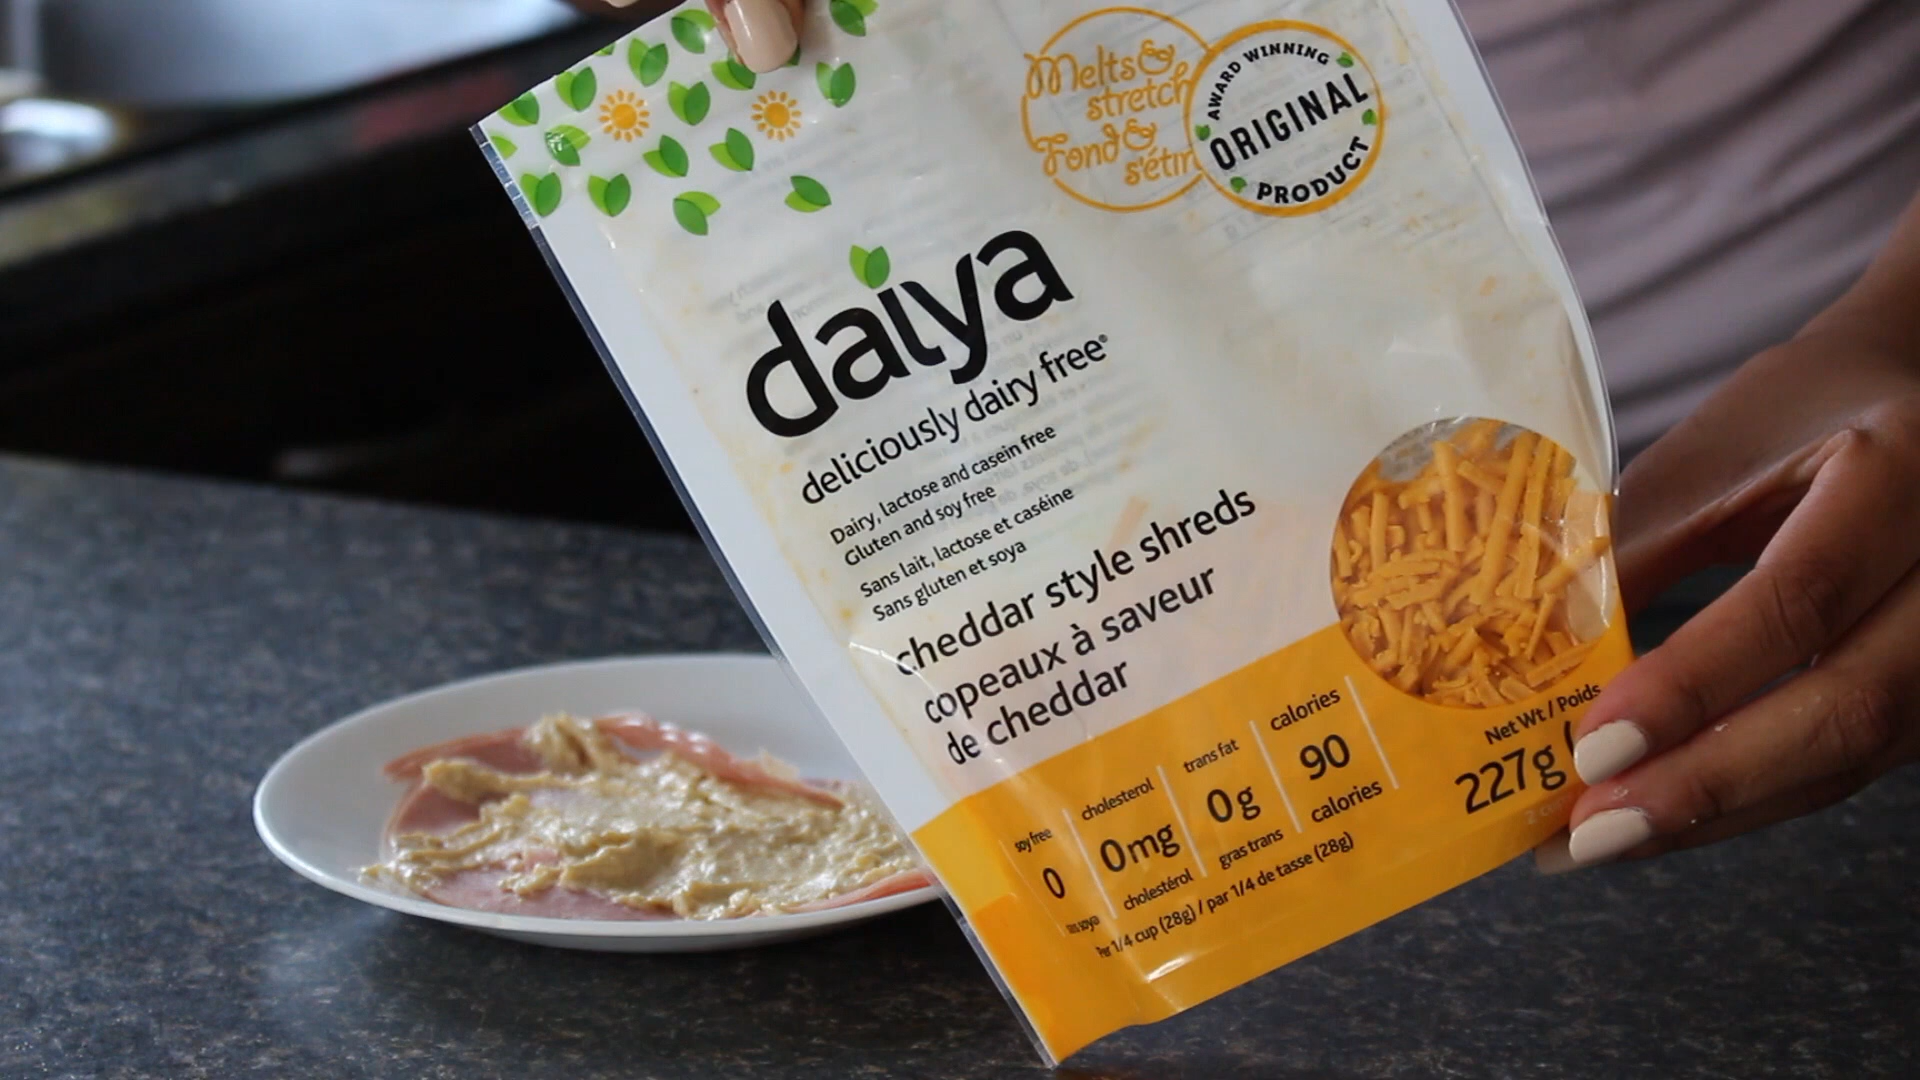 Melts &
stretch
Fond &
s'étir
AWARD WINNING
ORIGINAL
PRODUCT
daiya
deliciously dairy free®
Dairy, lactose and casein free
Gluten and soy free
Sans lait, lactose et caséine
Sans gluten et soya
cheddar style shreds
copeaux à saveur
de cheddar
soy free
0
sans soya
cholesterol
0mg
cholestérol
trans fat
0g
gras trans
calories
90
calories
Per 1/4 cup (28g) / par 1/4 de tasse (28g)
Net Wt / Poids
227g